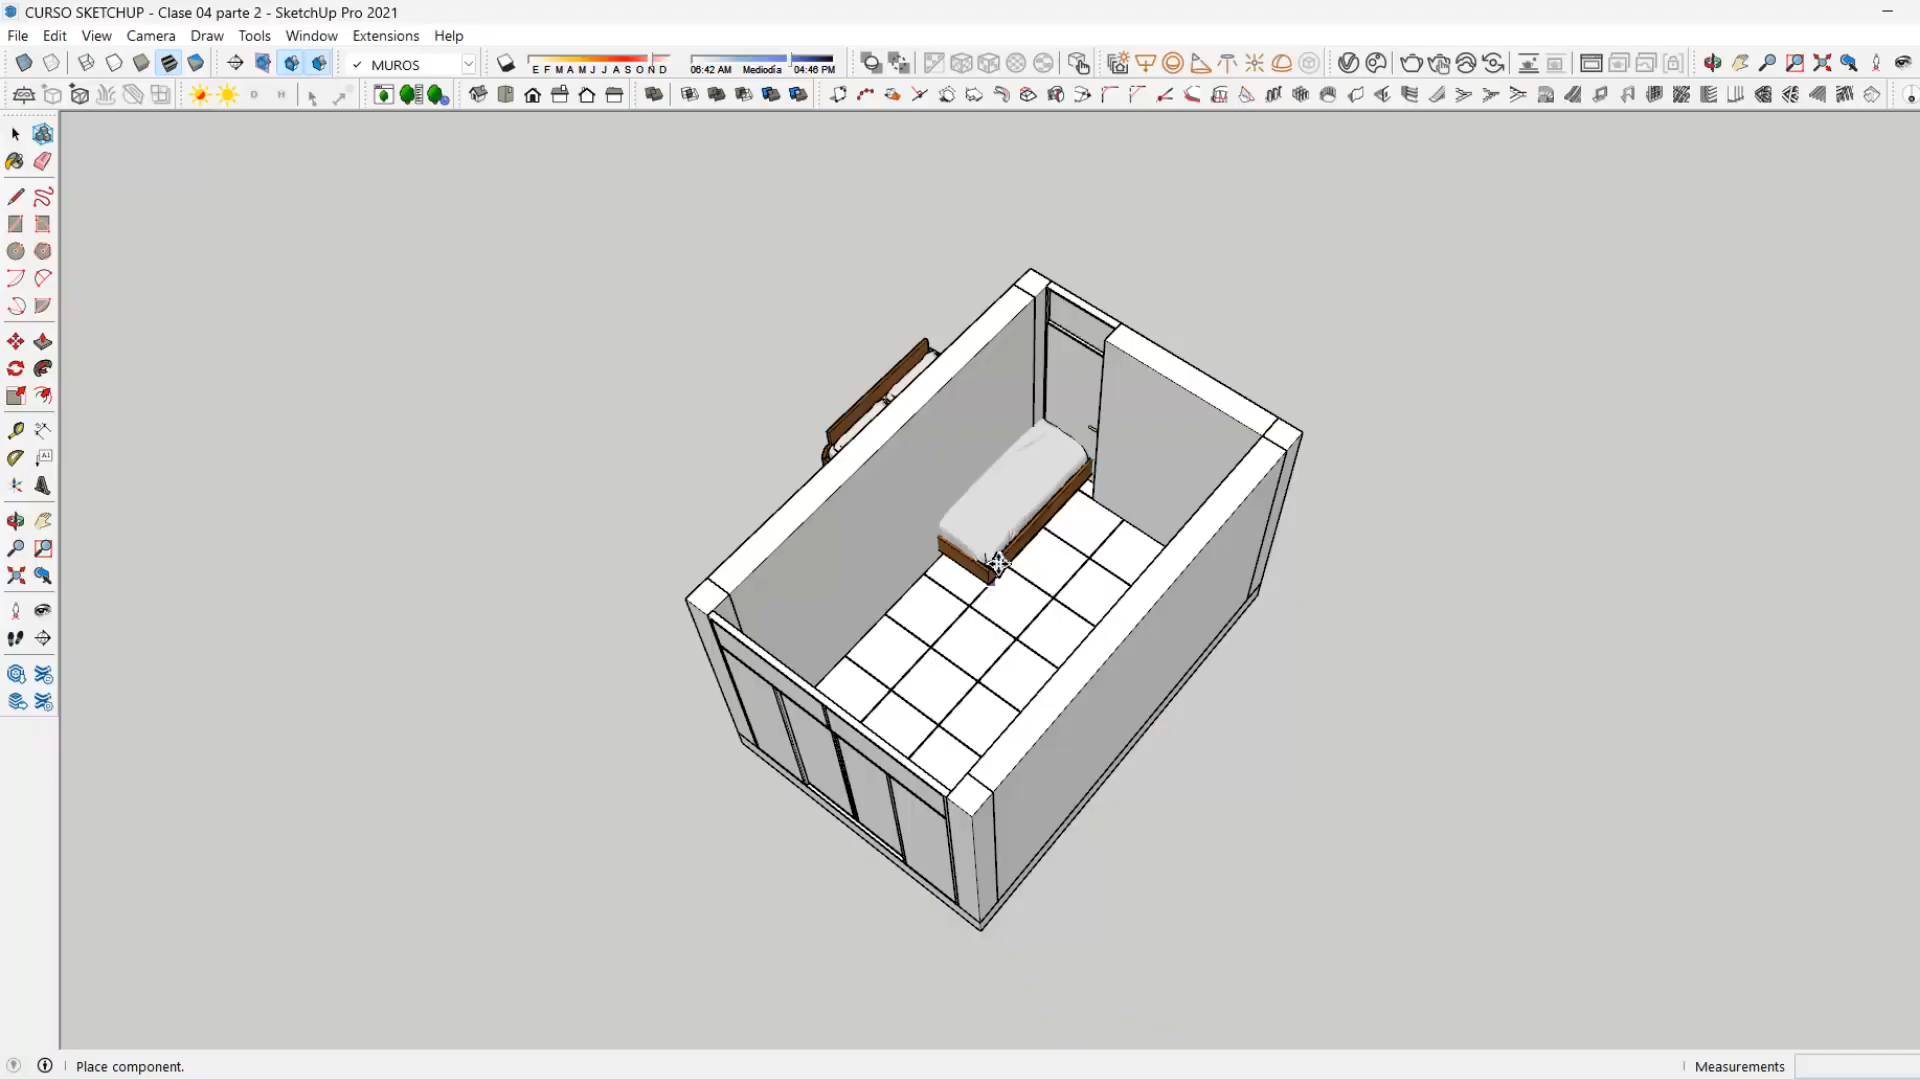 CURSO SKETCHUP - Clase 04 parte 2 - SketchUp Pro 2021
File Edit View Camera Draw Tools Window Extensions Help
MUROS
E F M A M J J A S O N D
06:42 AM Mediodía 04:46 PM
D H
A1
Place component.
Measurements